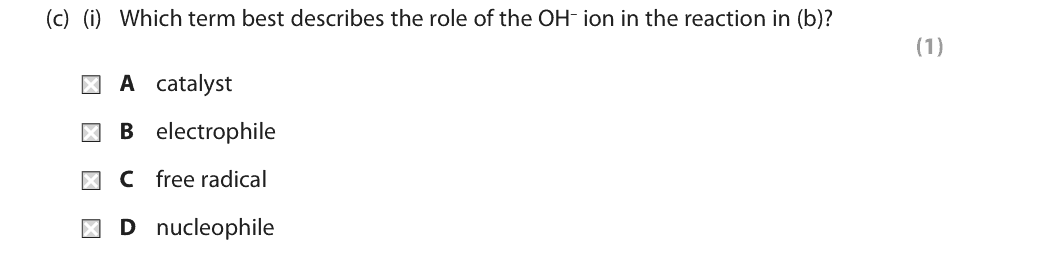 (c) (i) Which term best describes the role of the OH⁻ ion in the reaction in (b)?
(1)
A catalyst
B electrophile
C free radical
D nucleophile